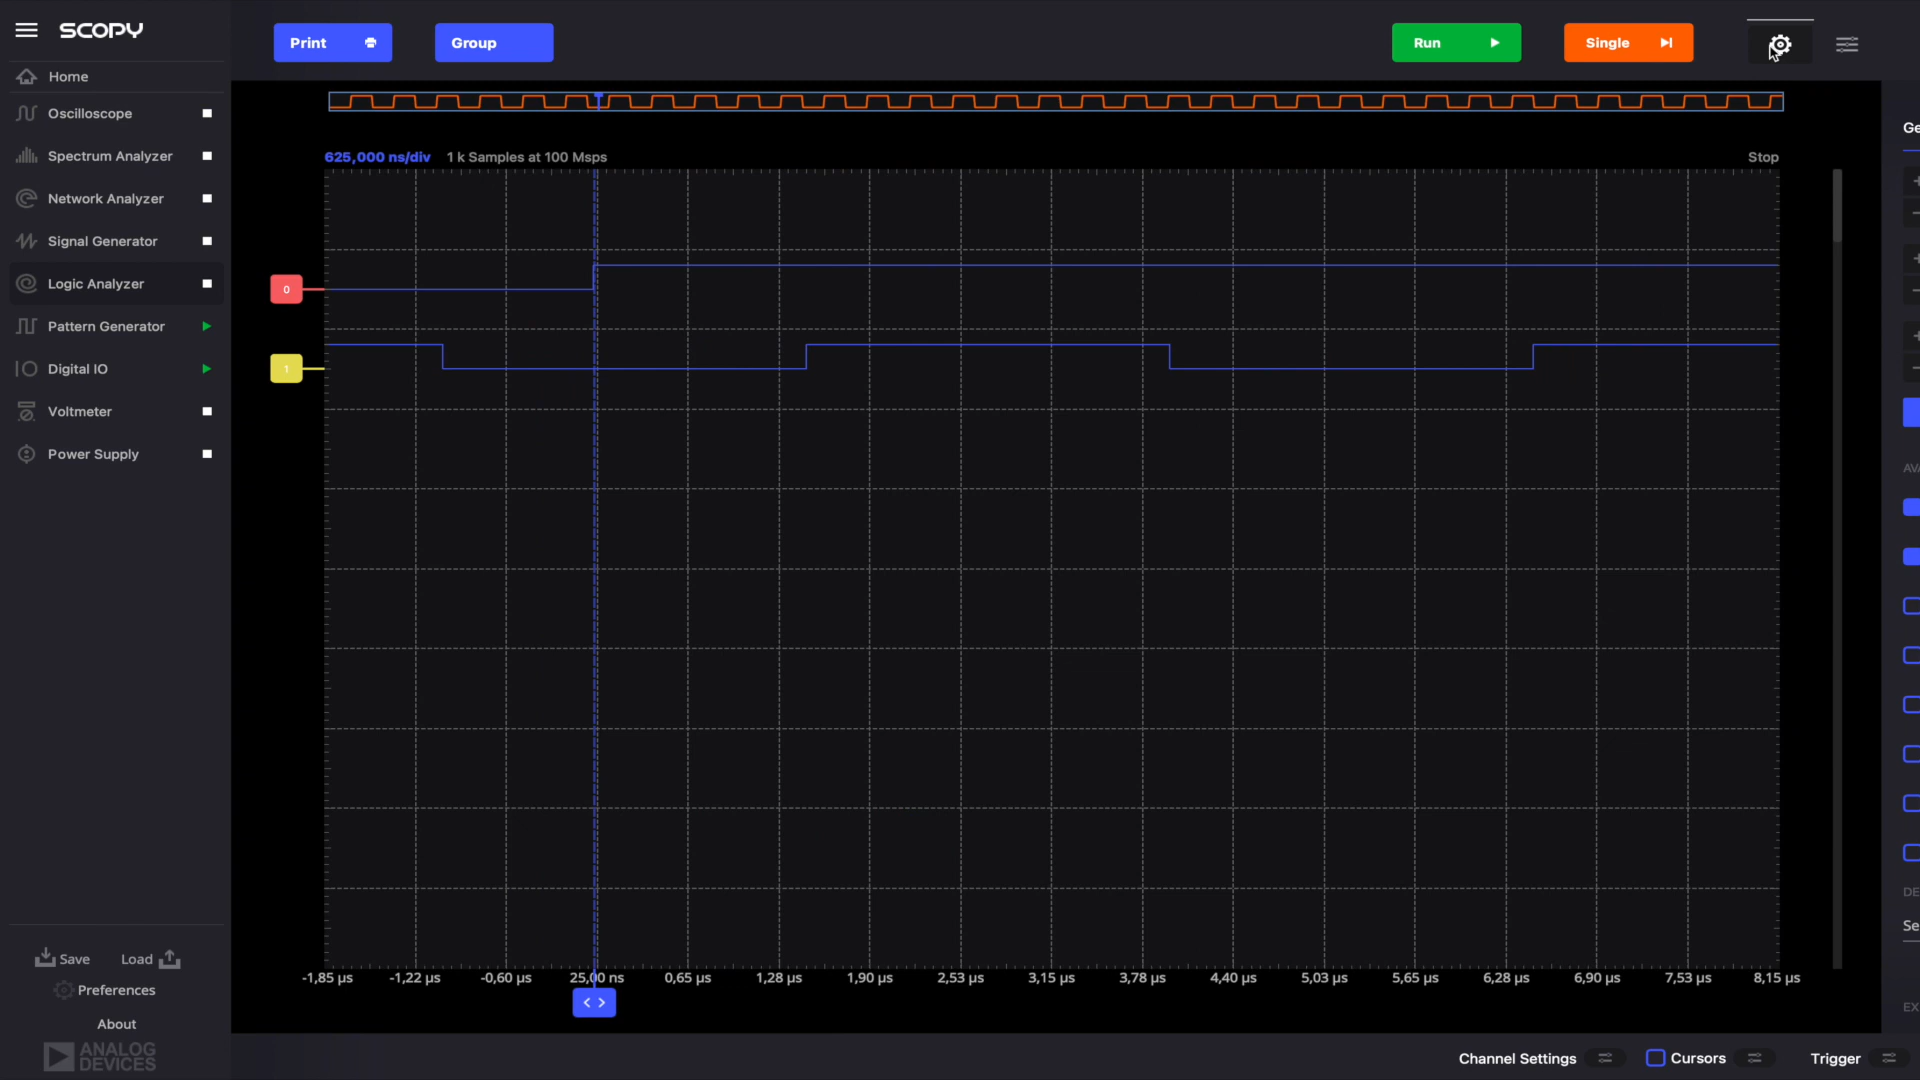 SCOPY
Print
Group
Run
Single
Home
Oscilloscope
Spectrum Analyzer
Network Analyzer
Signal Generator
Logic Analyzer
Pattern Generator
Digital IO
Voltmeter
Power Supply
625,000 ns/div 1 k Samples at 100 Msps
Stop
0
1
-1,85 µs -1,22 µs -0,60 µs 25,00 ns 0,65 µs 1,28 µs 1,90 µs 2,53 µs 3,15 µs 3,78 µs 4,40 µs 5,03 µs 5,65 µs 6,28 µs 6,90 µs 7,53 µs 8,15 µs
Ge
AVA
DE
Se
EX
Save Load
Preferences
About
ANALOG
DEVICES
Channel Settings
Cursors
Trigger